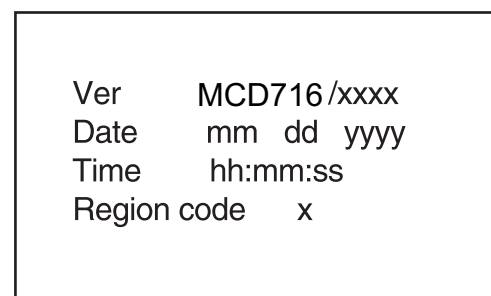 Ver MCD716 /xxxx
Date mm dd yyyy
Time hh:mm:ss
Region code x